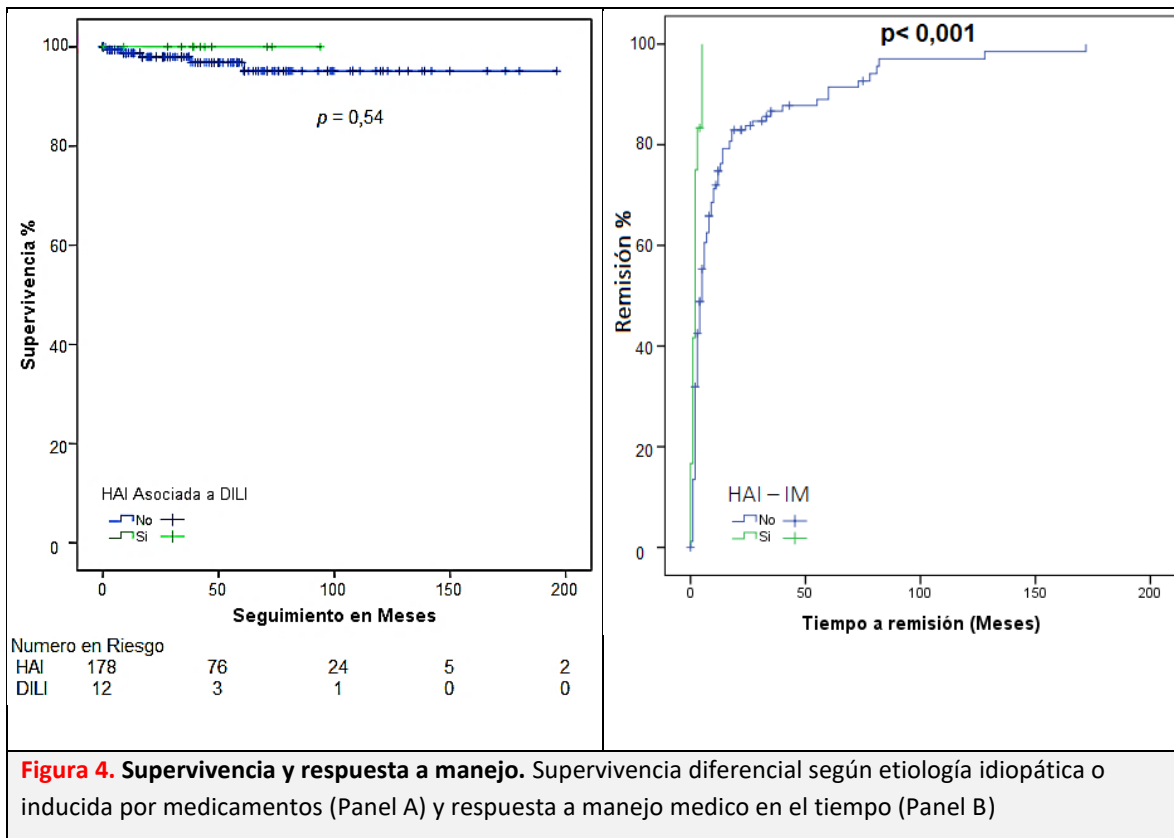 100
80
60
40
20
0
Supervivencia %
p = 0,54
HAI Asociada a DILI
No
Si
0 50 100 150 200
Seguimiento en Meses
Numero en Riesgo
HAI 178 76 24 5 2
DILI 12 3 1 0 0
p< 0,001
100
80
60
40
20
0
Remisión %
HAI – IM
No
Si
0 50 100 150 200
Tiempo a remisión (Meses)
Figura 4. Supervivencia y respuesta a manejo. Supervivencia diferencial según etiología idiopática o
inducida por medicamentos (Panel A) y respuesta a manejo medico en el tiempo (Panel B)